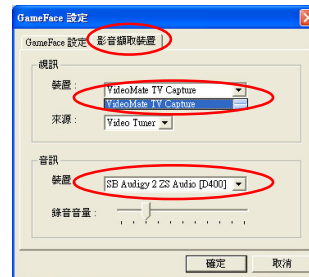 GameFace 設定
GameFace 設定 影音擷取裝置
視訊
裝置 : VideoMate TV Capture
VideoMate TV Capture
來源 : Video Tuner
音訊
裝置 SB Audigy 2 ZS Audio [D400]
錄音音量 :
確定 取消